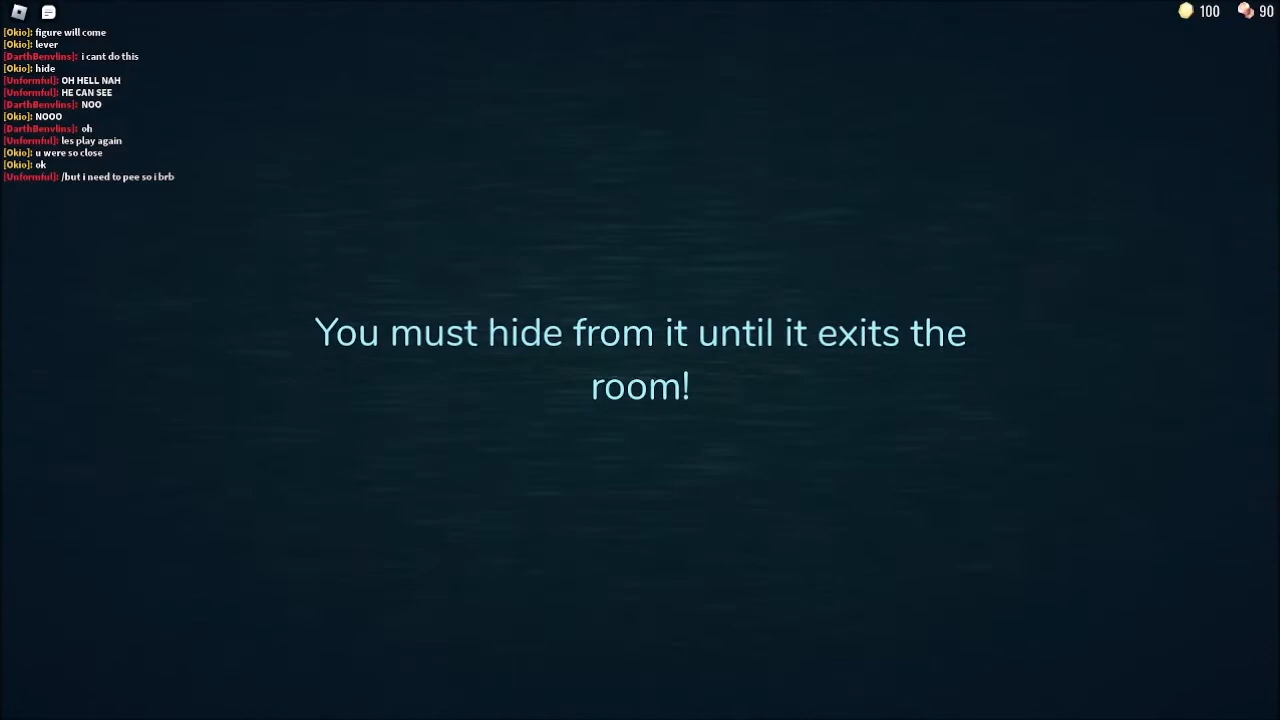 100
90
[Okio]: figure will come
[Okio]: lever
[DarthBenvlins]: i cant do this
[Okio]: hide
[Unformful]: OH HELL NAH
[Unformful]: HE CAN SEE
[DarthBenvlins]: NOO
[Okio]: NOOO
[DarthBenvlins]: oh
[Unformful]: les play again
[Okio]: u were so close
[Okio]: ok
[Unformful]: /but i need to pee so i brb
You must hide from it until it exits the
room!